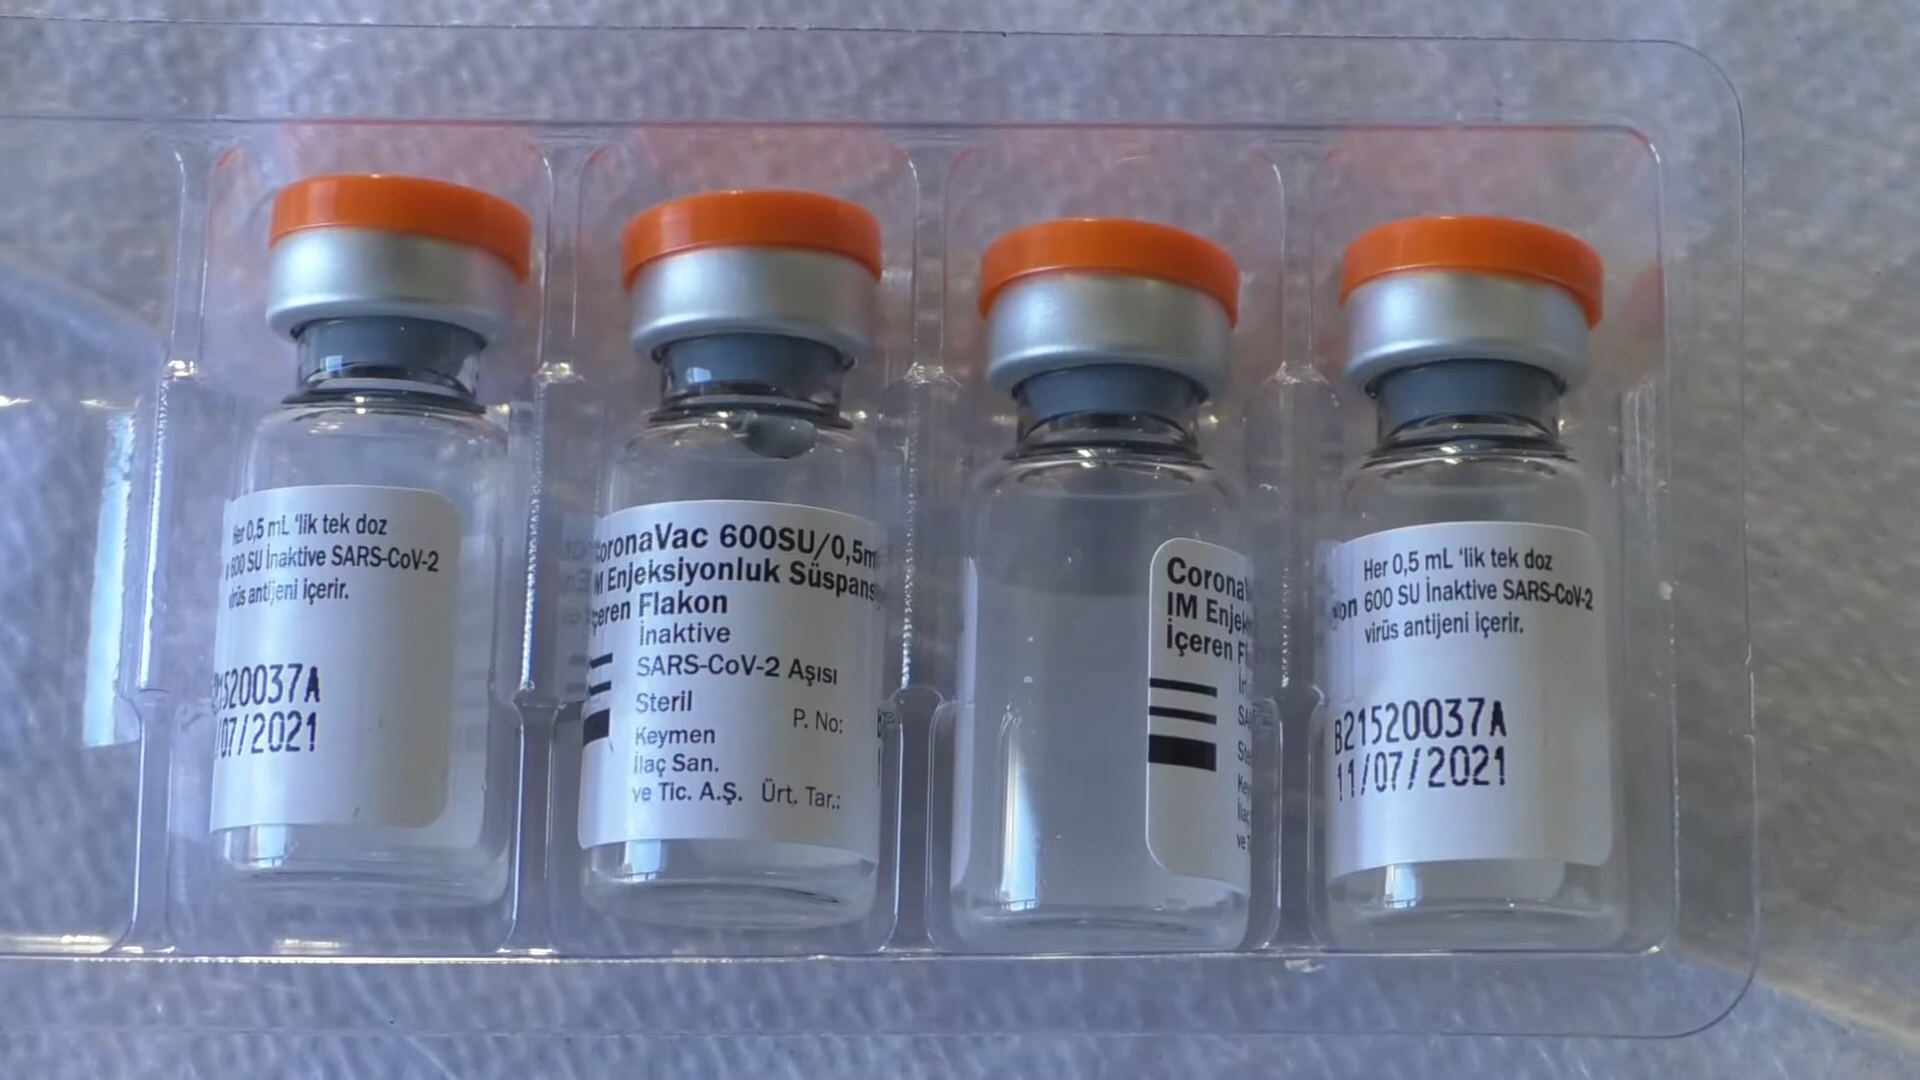 Her 0,5 mL ‘lik tek doz
600 SU İnaktive SARS-CoV-2
virüs antijeni içerir.
520037A
07/2021
CoronaVac 600SU/0,5m
IM Enjeksiyonluk Süspans
İçeren Flakon
İnaktive
SARS-CoV-2 Aşısı
Steril
P. No:
Keymen
İlaç San.
ve Tic. A.Ş. Ürt. Tar.:
Corona
IM Enjek
İçeren F
Her 0,5 mL ‘lik tek doz
600 SU İnaktive SARS-CoV-2
virüs antijeni içerir.
B21520037A
11/07/2021